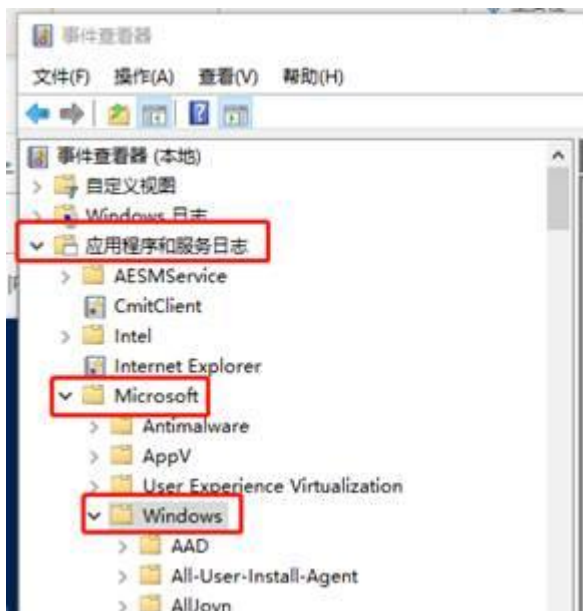 事件查看器
文件(F) 操作(A) 查看(V) 帮助(H)
事件查看器 (本地)
自定义视图
Windows 日志
应用程序和服务日志
AESMService
CmitClient
Intel
Internet Explorer
Microsoft
Antimalware
AppV
User Experience Virtualization
Windows
AAD
All-User-Install-Agent
AllJoyn